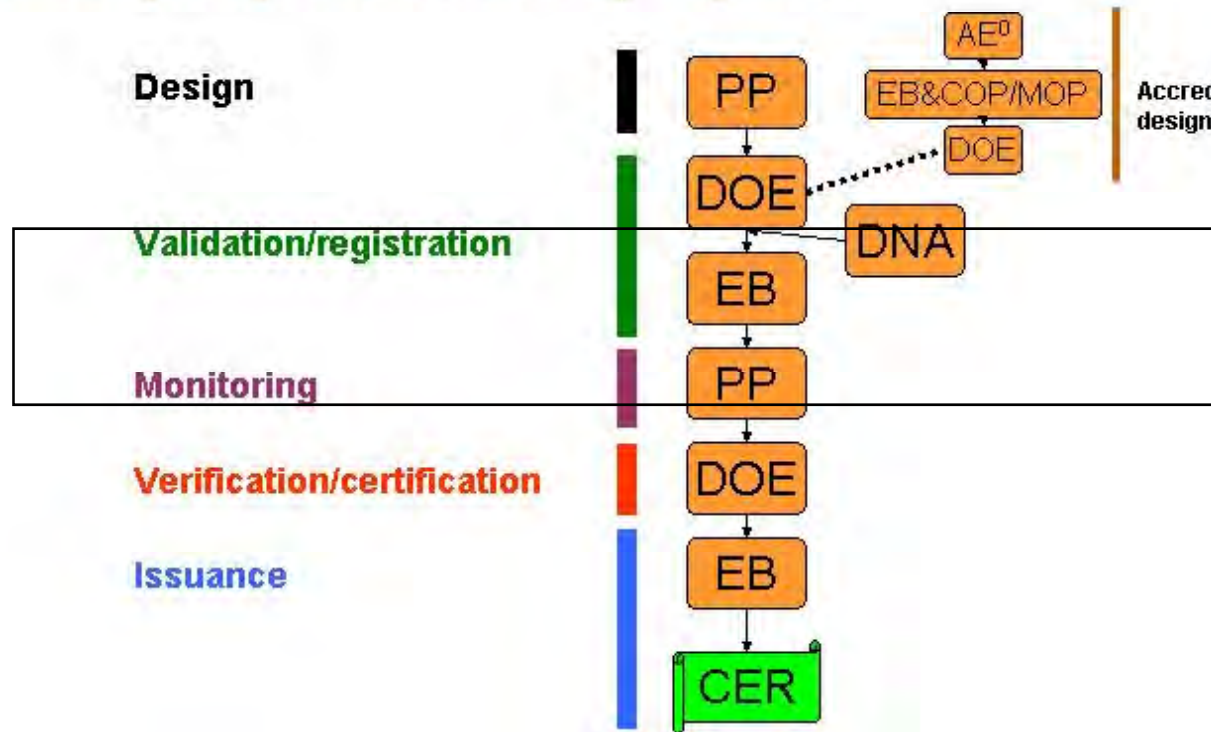 Design
PP
AE⁰
EB&COP/MOP
DOE
DOE
DNA
Validation/registration
EB
Monitoring
PP
Verification/certification
DOE
Issuance
EB
CER
design